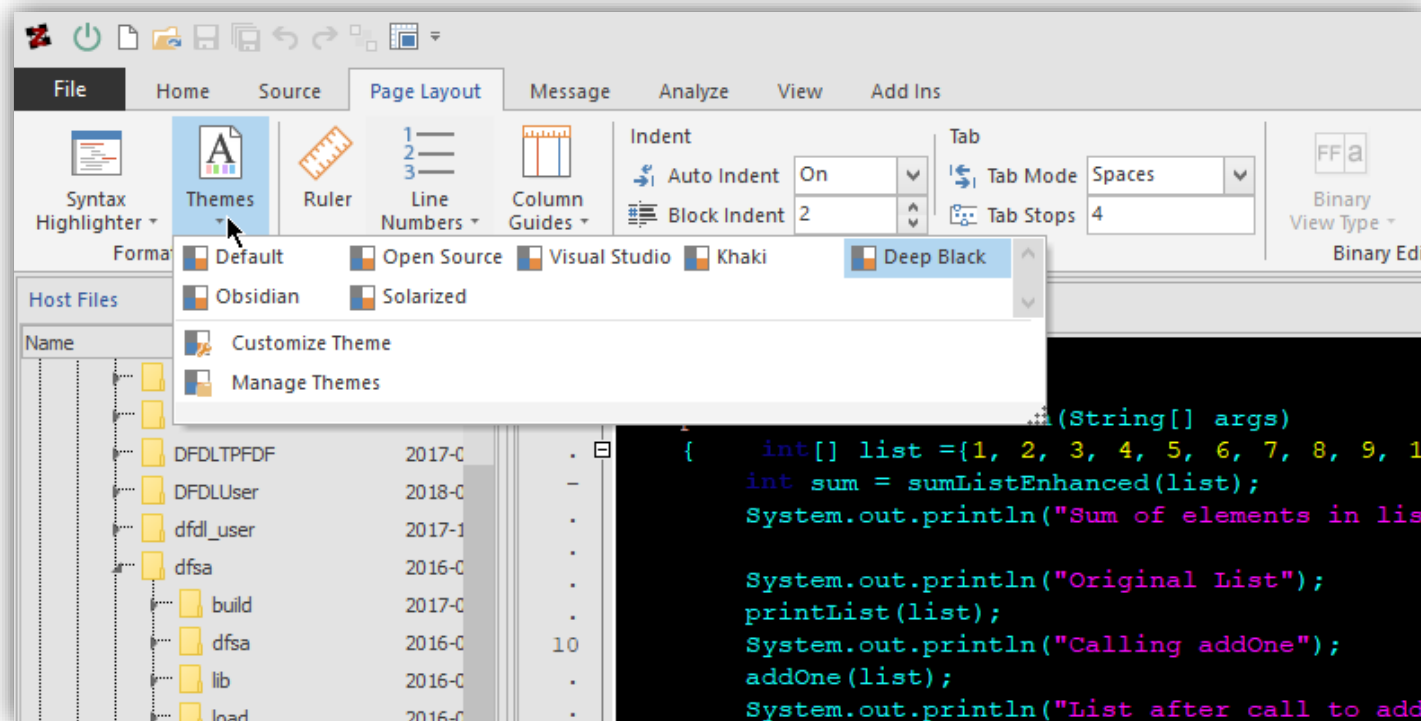 File Home Source Page Layout Message Analyze View Add Ins
Syntax
Highlighter
Themes
Ruler
Line
Numbers
Column
Guides
Indent
Auto Indent On
Block Indent 2
Tab
Tab Mode Spaces
Tab Stops 4
FF a
Binary
View Type
Forma
Binary Edi
Default Open Source Visual Studio Khaki Deep Black
Obsidian Solarized
Customize Theme
Manage Themes
Host Files
Name
DFDLTPFDF 2017-0
DFDLUser 2018-0
dfdl_user 2017-1
dfsa 2016-0
build 2017-0
dfsa 2016-0
lib 2016-0
load 2016-0
10
(String[] args)
{ int[] list ={1, 2, 3, 4, 5, 6, 7, 8, 9, 1
int sum = sumListEnhanced(list);
System.out.println("Sum of elements in lis
System.out.println("Original List");
printList(list);
System.out.println("Calling addOne");
addOne(list);
System.out.println("List after call to add